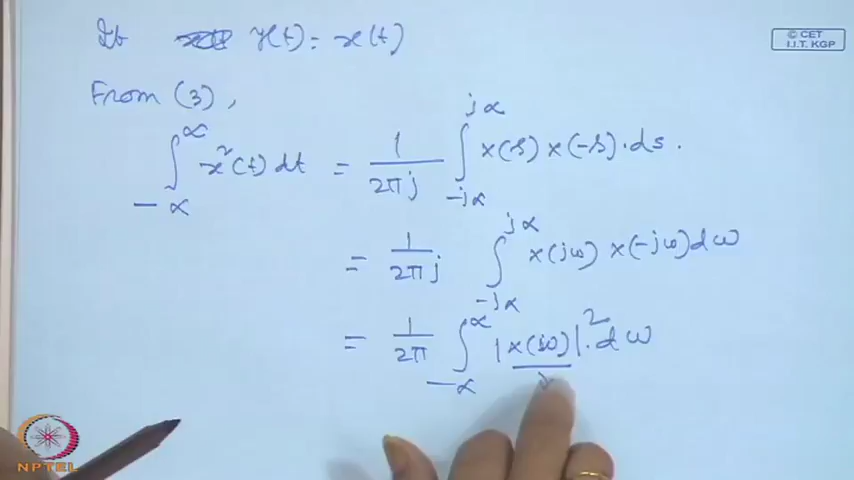 If y(t) = x(t)
© CET
I.I.T. KGP
From (3),
∫_{-∞}^{∞} x²(t) dt = 1/2πj ∫_{-j∞}^{j∞} x(s) x(-s)·ds.
= 1/2πj ∫_{-j∞}^{j∞} x(jω) x(-jω) dω
= 1/2π ∫_{-∞}^{∞} |x(jω)|²·dω
NPTEL